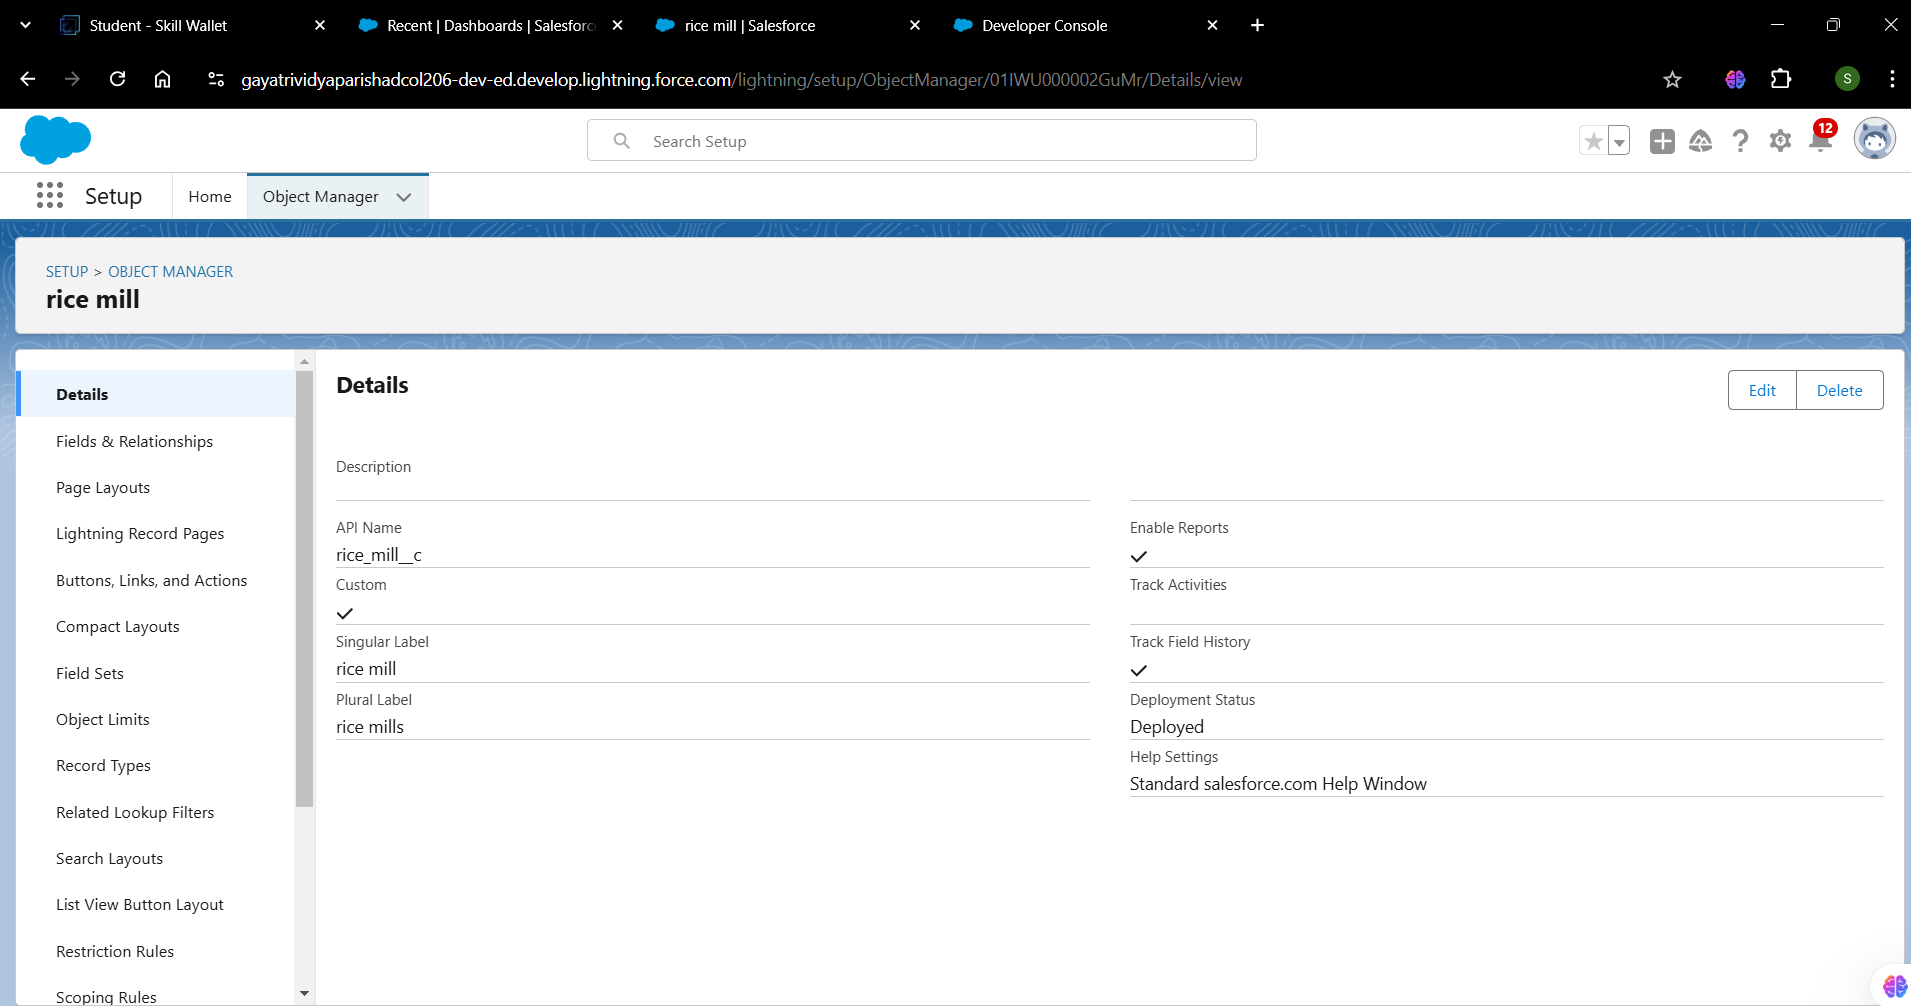 Student - Skill Wallet
Recent | Dashboards | Salesforc
rice mill | Salesforce
Developer Console
gayatrividyaparishadcol206-dev-ed.develop.lightning.force.com/lightning/setup/ObjectManager/01IWU000002GuMr/Details/view
S
Search Setup
12
Setup
Home
Object Manager
SETUP > OBJECT MANAGER
rice mill
Details
Fields & Relationships
Page Layouts
Lightning Record Pages
Buttons, Links, and Actions
Compact Layouts
Field Sets
Object Limits
Record Types
Related Lookup Filters
Search Layouts
List View Button Layout
Restriction Rules
Scoping Rules
Details
Edit
Delete
Description
API Name
rice_mill__c
Custom
Singular Label
rice mill
Plural Label
rice mills
Enable Reports
Track Activities
Track Field History
Deployment Status
Deployed
Help Settings
Standard salesforce.com Help Window